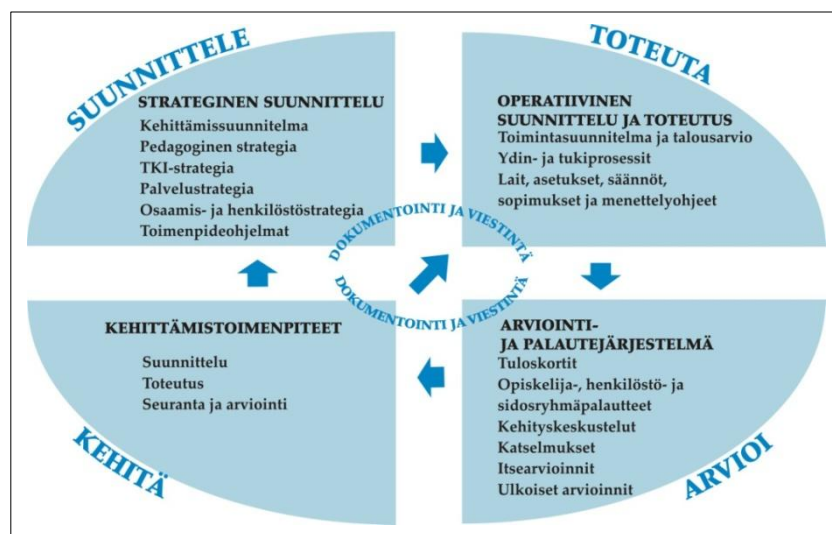 SUUNNITTELE
STRATEGINEN SUUNNITTELU
Kehittämissuunnitelma
Pedagoginen strategia
TKI-strategia
Palvelustrategia
Osaamis- ja henkilöstöstrategia
Toimenpideohjelmat
TOTEUTA
OPERATIIVINEN
SUUNNITTELU JA TOTEUTUS
Toimintasuunnitelma ja talousarvio
Ydin- ja tukiprosessit
Lait, asetukset, säännöt,
sopimukset ja menettelyohjeet
DOKUMENTOINTI JA VIESTINTÄ
DOKUMENTOINTI JA VIESTINTÄ
KEHITTÄMISTOIMENPITEET
Suunnittelu
Toteutus
Seuranta ja arviointi
KEHITÄ
ARVIOINTI-
JA PALAUTEJÄRJESTELMÄ
Tuloskortit
Opiskelija-, henkilöstö- ja
sidosryhmäpalautteet
Kehityskeskustelut
Katselmukset
Itsearvioinnit
Ulkoiset arvioinnit
ARVIOI